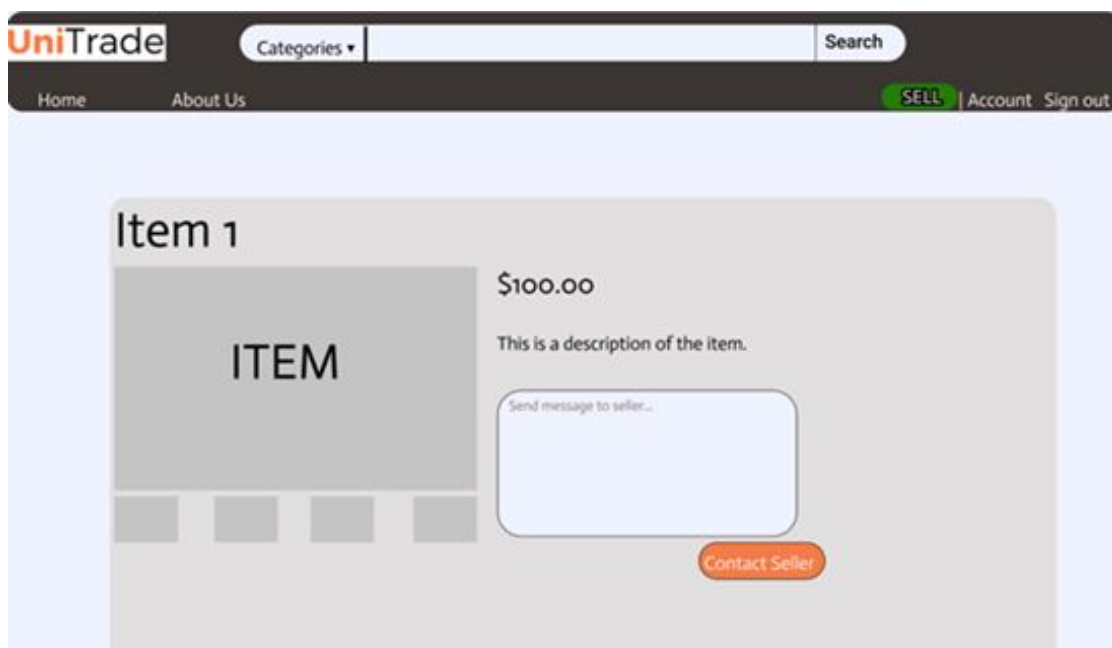 UniTrade
Categories ▾
Search
Home
About Us
SELL | Account Sign out
Item 1
ITEM
$100.00
This is a description of the item.
Send message to seller...
Contact Seller